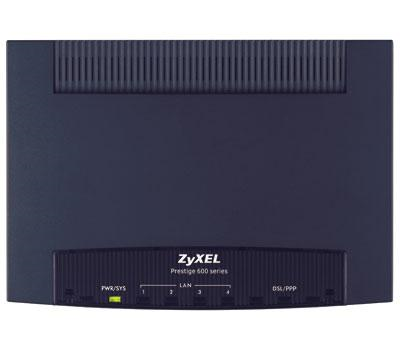 ZyXEL
Prestige 600 series
PWR/SYS
LAN
1 2 3 4
DSL/PPP